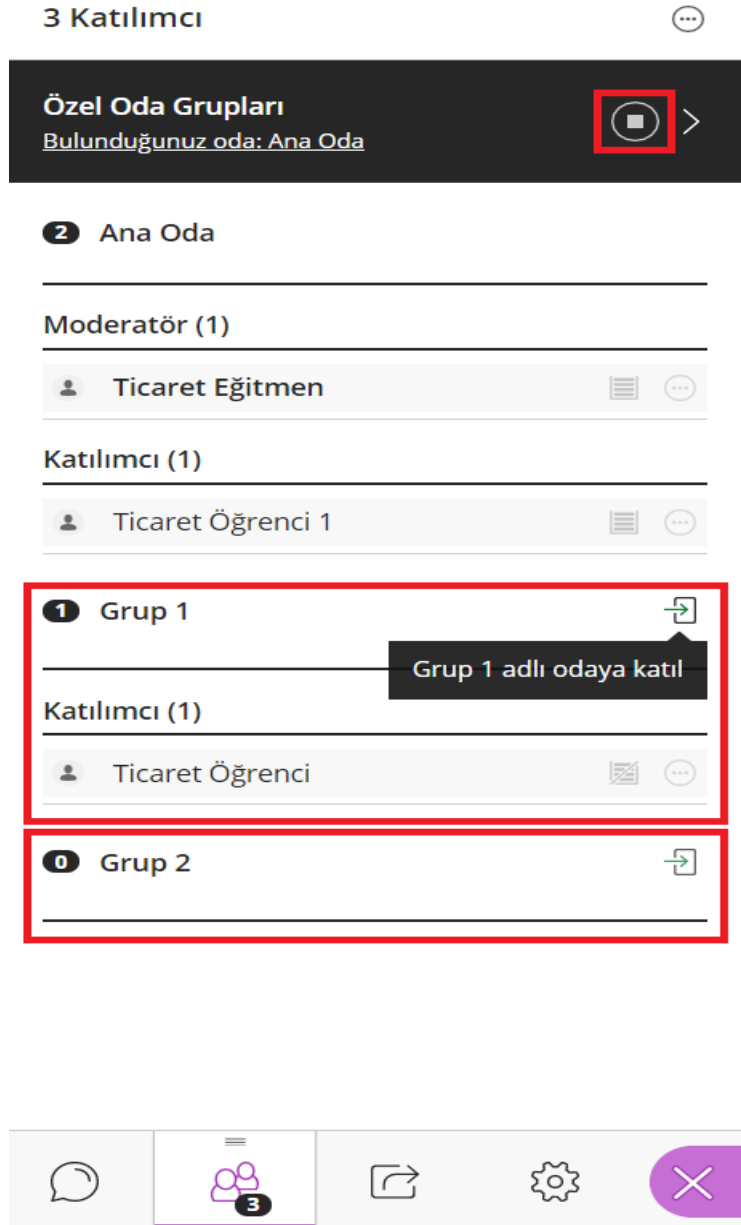 3 Katılımcı
Özel Oda Grupları
Bulunduğunuz oda: Ana Oda
2 Ana Oda
Moderatör (1)
Ticaret Eğitmen
Katılımcı (1)
Ticaret Öğrenci 1
1 Grup 1
Grup 1 adlı odaya katıl
Katılımcı (1)
Ticaret Öğrenci
0 Grup 2
3